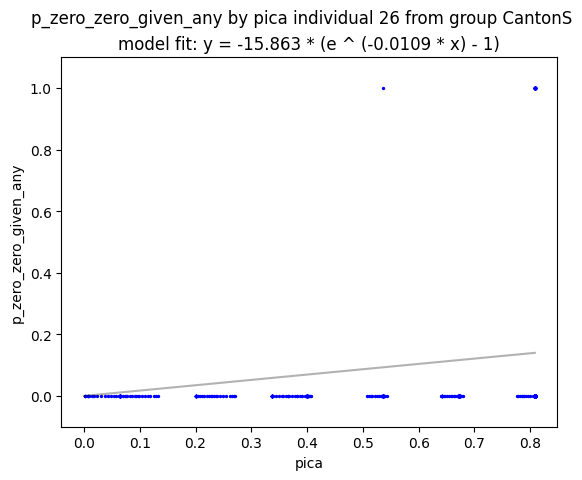 p_zero_zero_given_any by pica individual 26 from group CantonS
model fit: y = -15.863 * (e ^ (-0.0109 * x) - 1)
p_zero_zero_given_any
1.0
0.8
0.6
0.4
0.2
0.0
0.0 0.1 0.2 0.3 0.4 0.5 0.6 0.7 0.8
pica